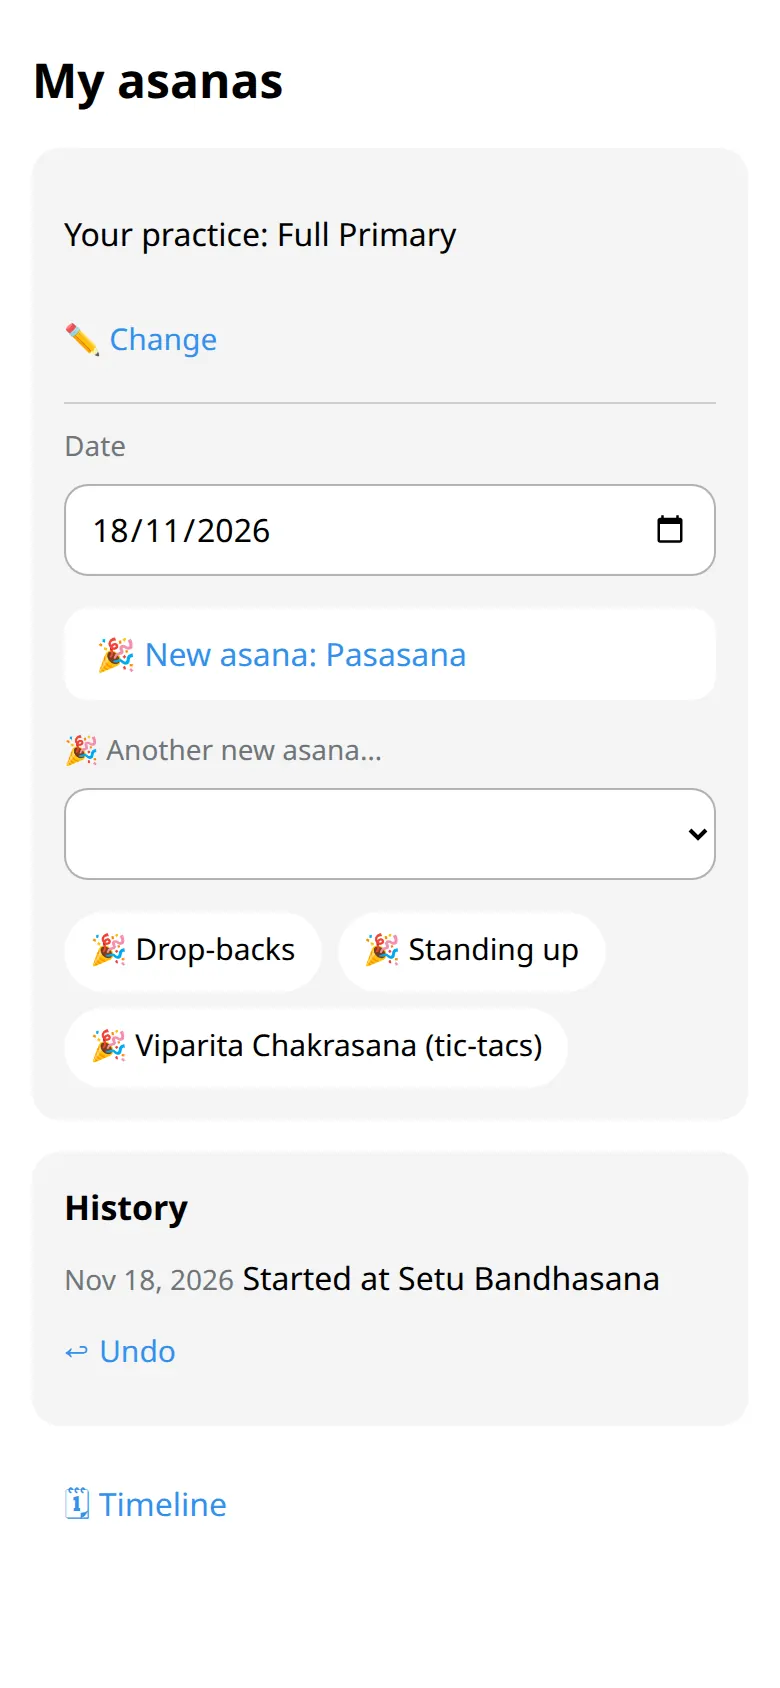 My asanas
Your practice: Full Primary
✏️ Change
Date
18/11/2026
🎉 New asana: Pasasana
🎉 Another new asana...
🎉 Drop-backs
🎉 Standing up
🎉 Viparita Chakrasana (tic-tacs)
History
Nov 18, 2026 Started at Setu Bandhasana
↩ Undo
🗓 Timeline